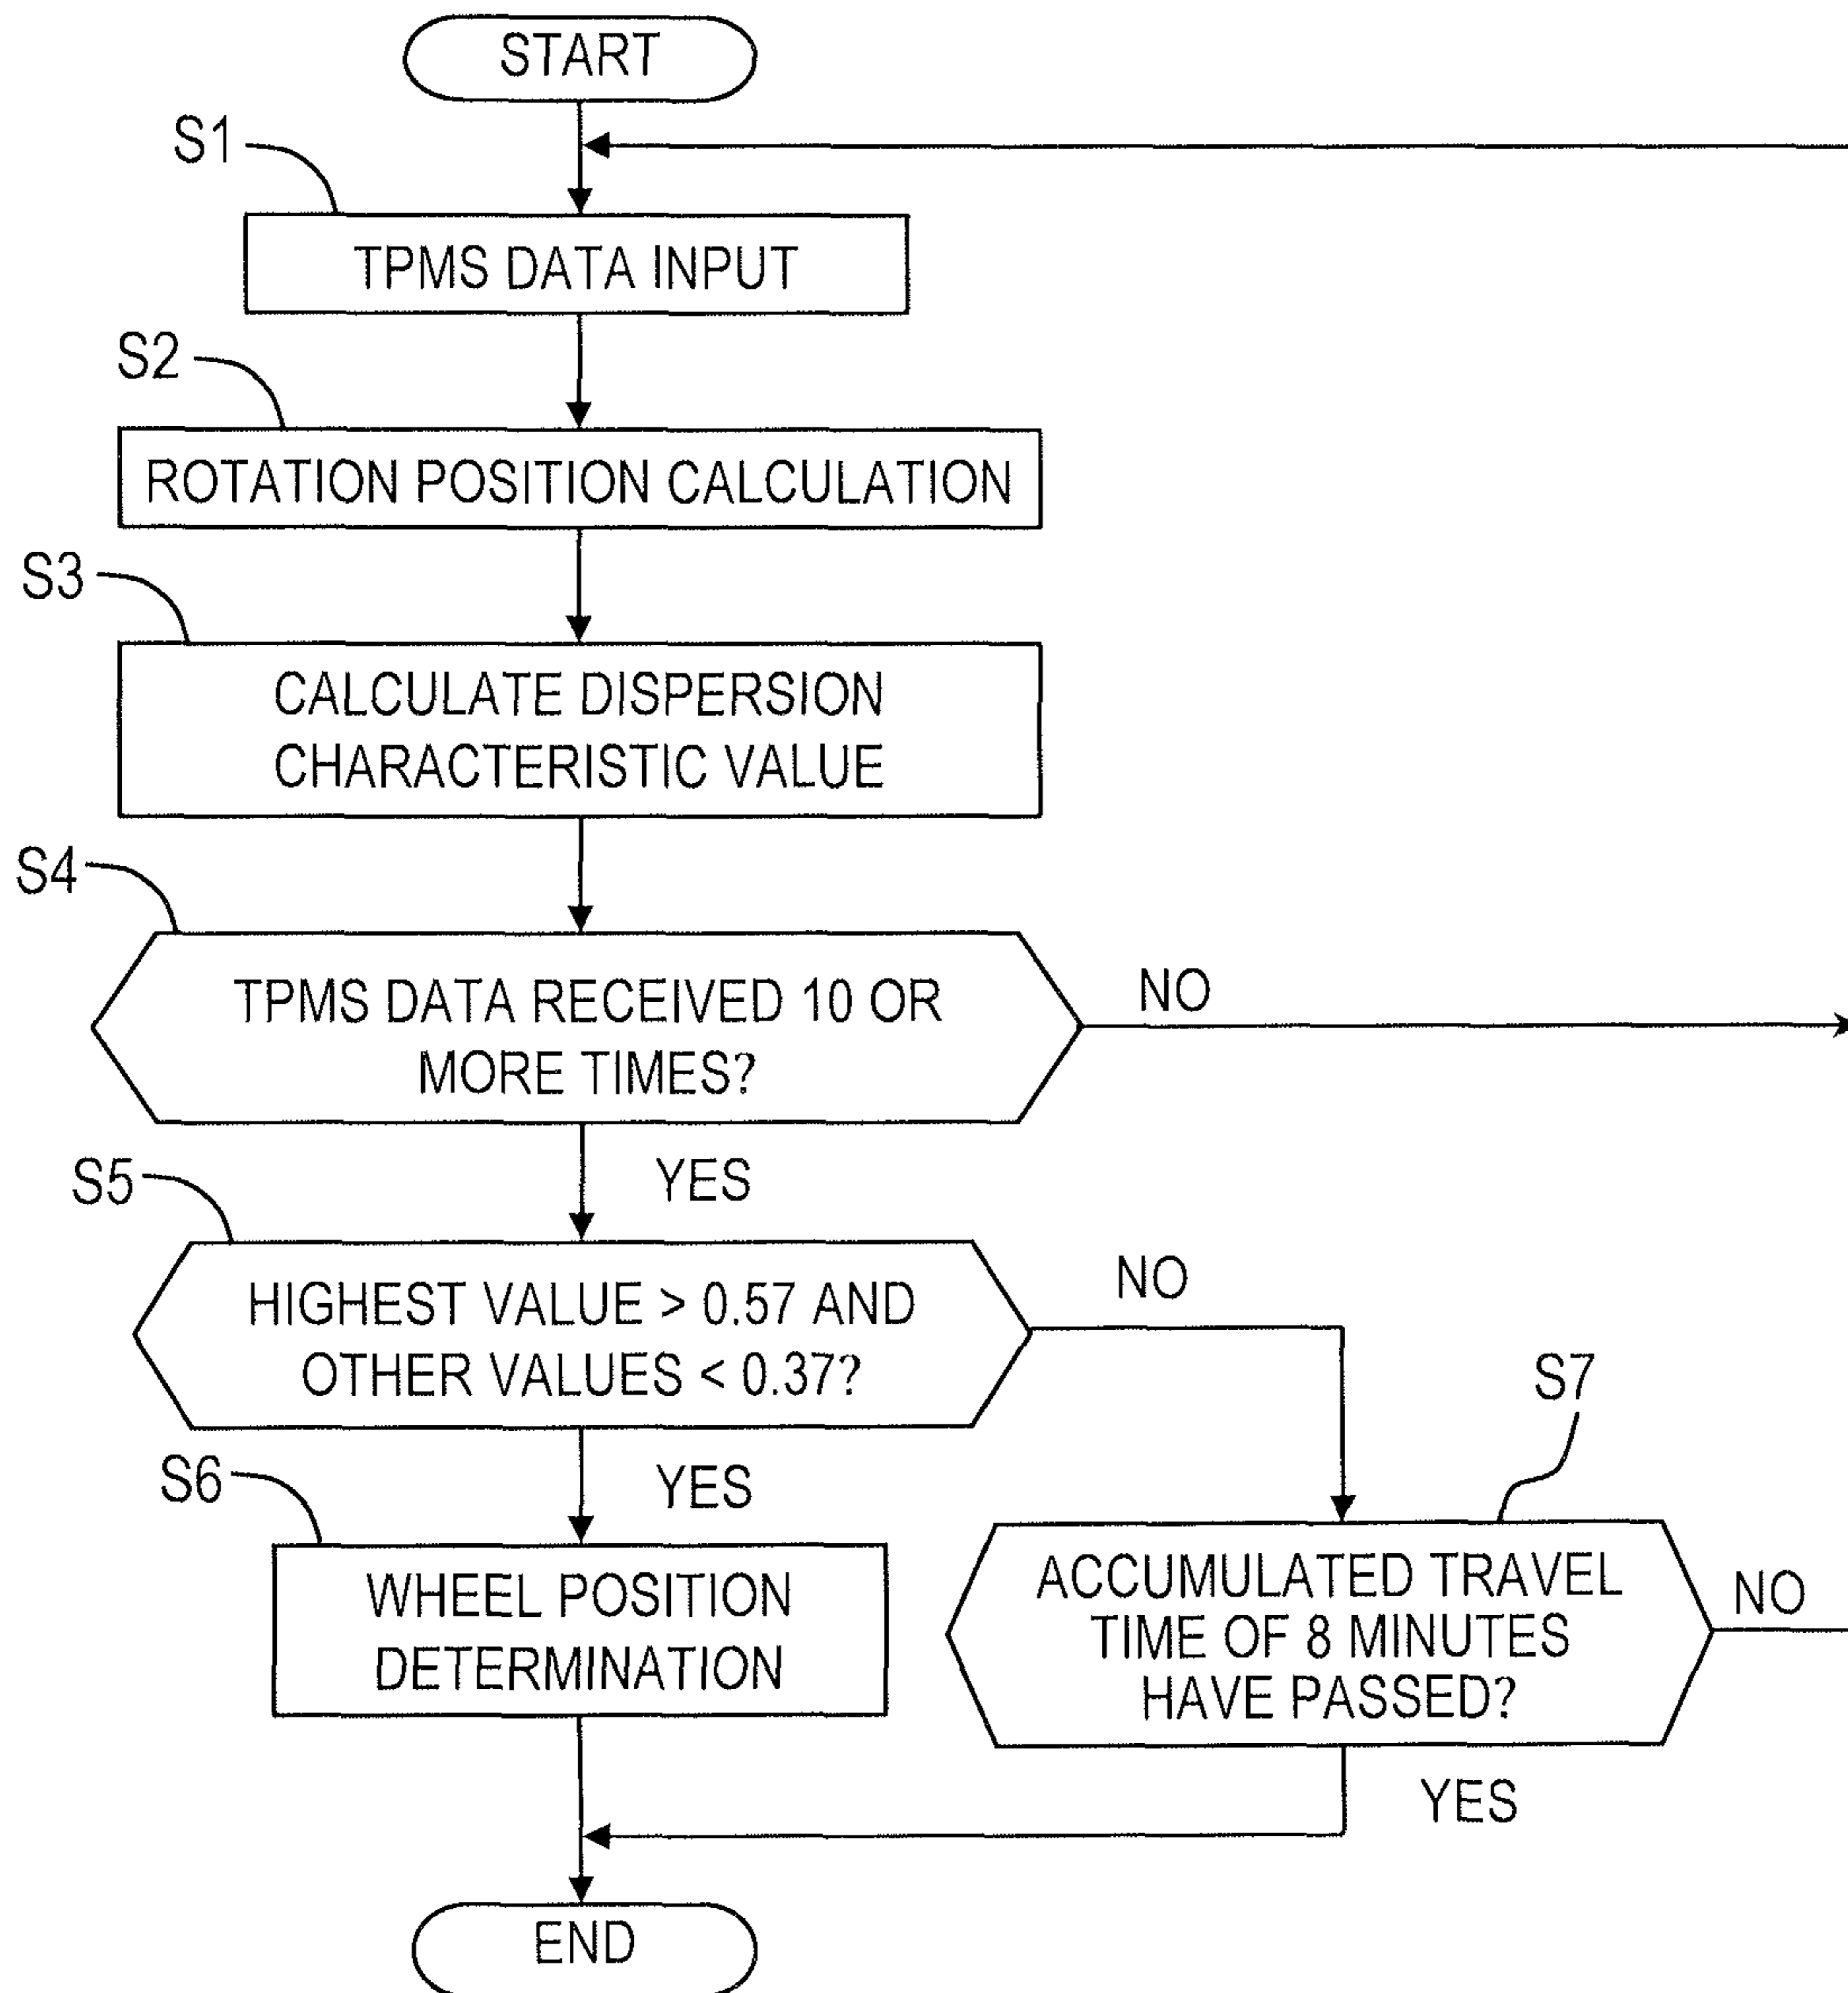 START
S1
TPMS DATA INPUT
S2
ROTATION POSITION CALCULATION
S3
CALCULATE DISPERSION
CHARACTERISTIC VALUE
S4
TPMS DATA RECEIVED 10 OR
MORE TIMES?
NO
YES
S5
HIGHEST VALUE > 0.57 AND
OTHER VALUES < 0.37?
NO
YES
S6
WHEEL POSITION
DETERMINATION
S7
ACCUMULATED TRAVEL
TIME OF 8 MINUTES
HAVE PASSED?
NO
YES
END